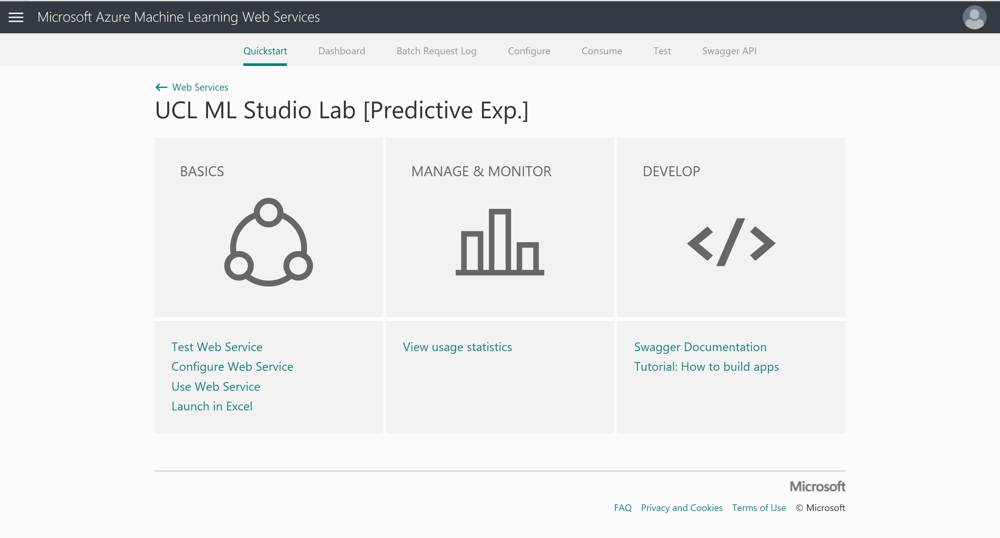 Microsoft Azure Machine Learning Web Services
Quickstart Dashboard Batch Request Log Configure Consume Test Swagger API
Web Services
UCL ML Studio Lab [Predictive Exp.]
BASICS
MANAGE & MONITOR
DEVELOP
</>
Test Web Service
Configure Web Service
Use Web Service
Launch in Excel
View usage statistics
Swagger Documentation
Tutorial: How to build apps
Microsoft
FAQ Privacy and Cookies Terms of Use © Microsoft